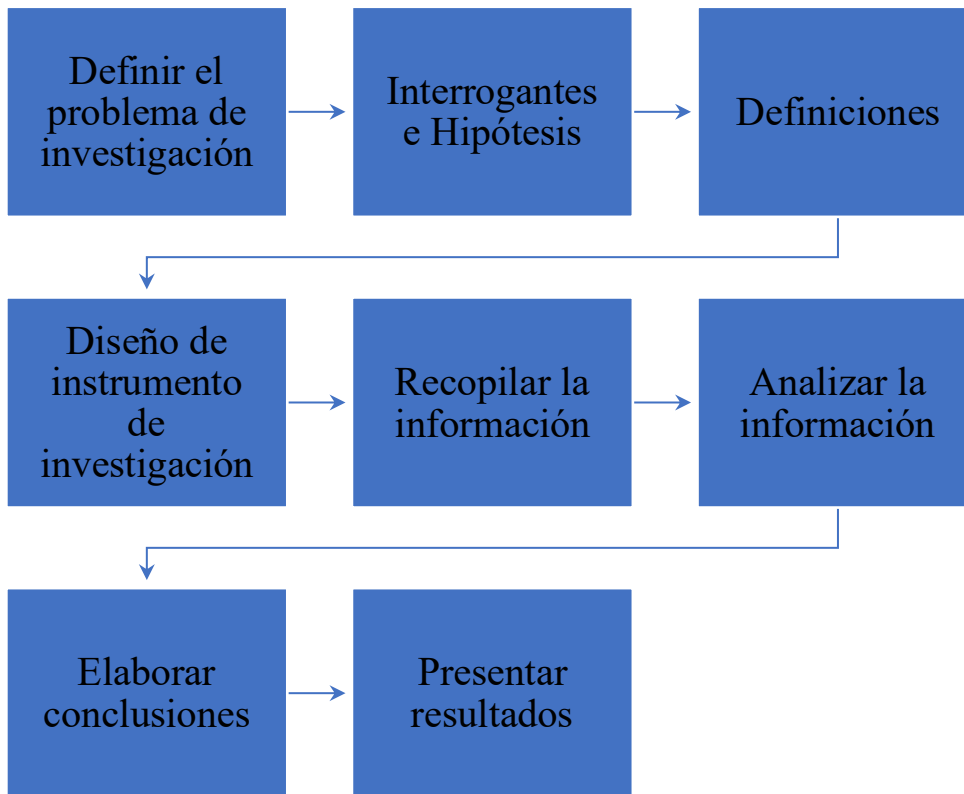 Definir el
problema de
investigación
Interrogantes
e Hipótesis
Definiciones
Diseño de
instrumento
de
investigación
Recopilar la
información
Analizar la
información
Elaborar
conclusiones
Presentar
resultados